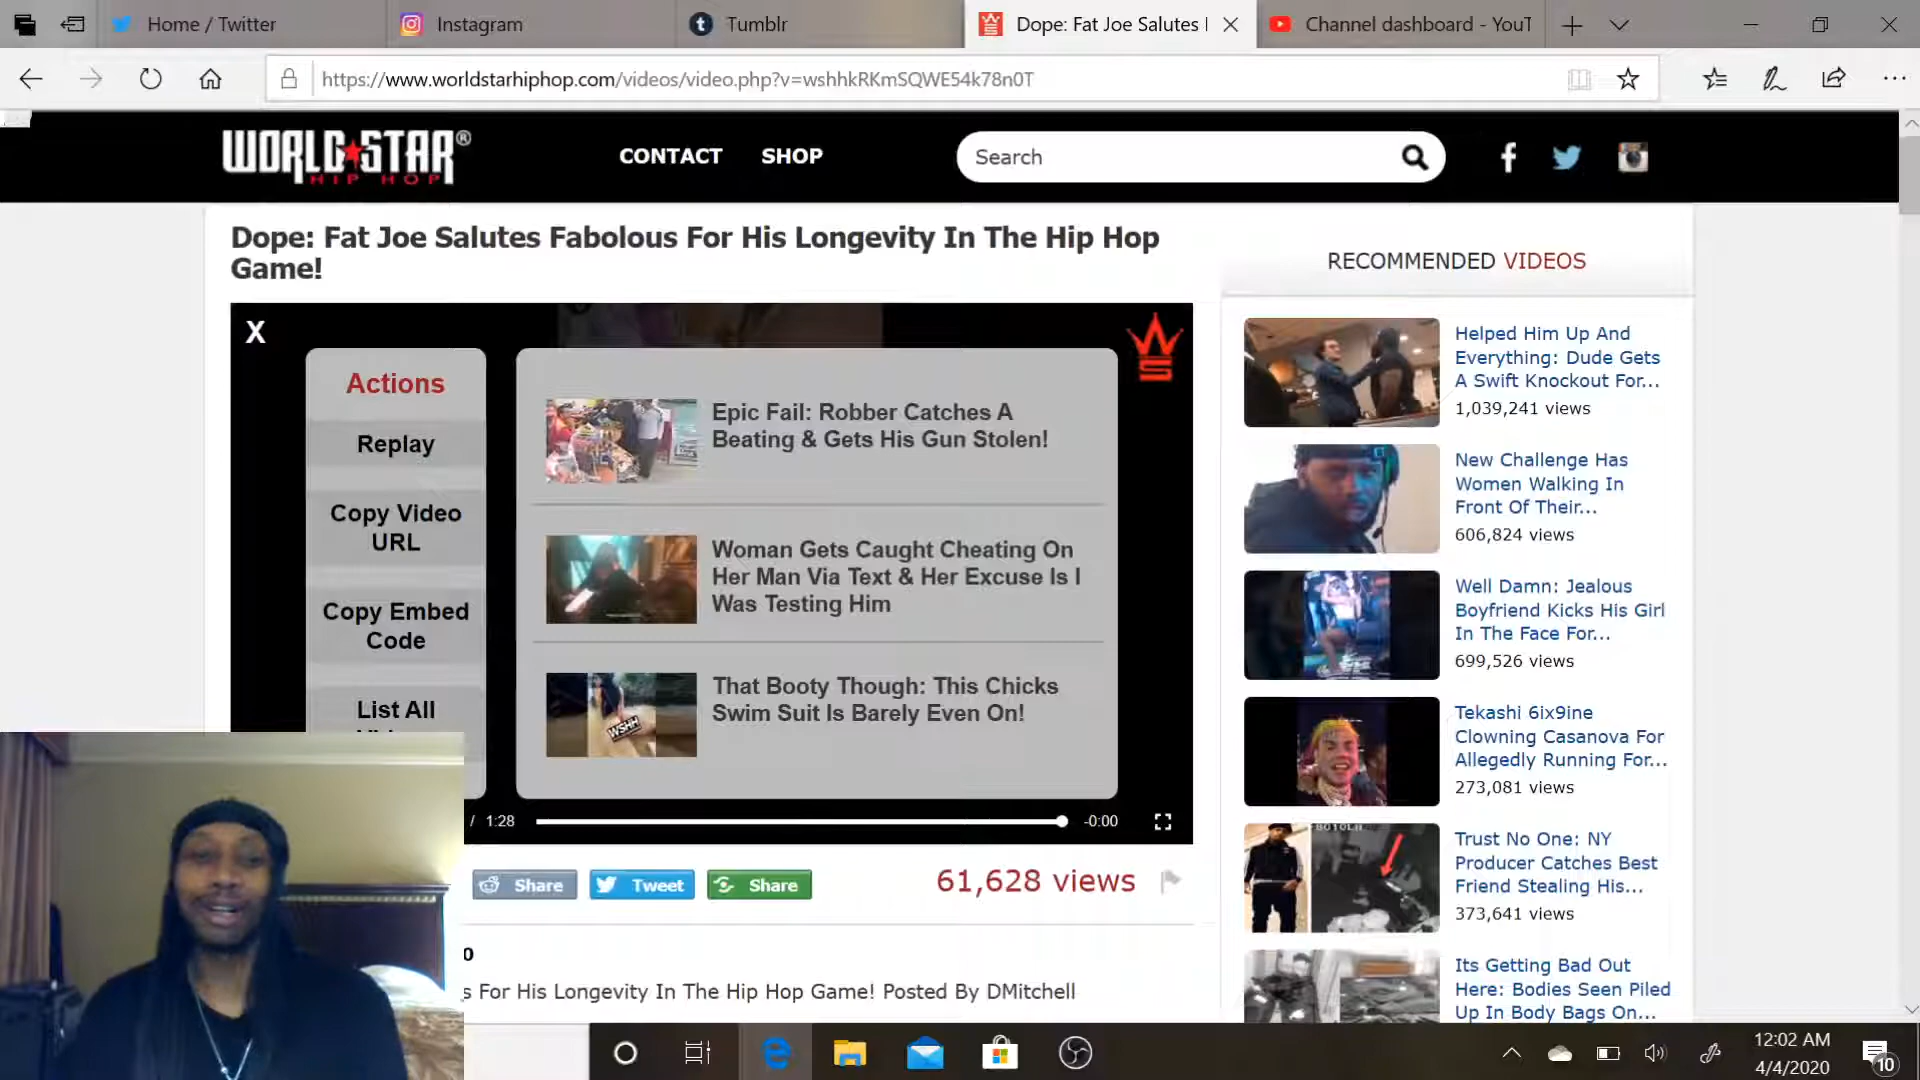 Home / Twitter
Instagram
Tumblr
Dope: Fat Joe Salutes
Channel dashboard - YouT
https://www.worldstarhiphop.com/videos/video.php?v=wshhkRKmSQWE54k78n0T
WORLD STAR®
HIP HOP
CONTACT
SHOP
Search
Dope: Fat Joe Salutes Fabolous For His Longevity In The Hip Hop
Game!
X
Actions
Replay
Copy Video
URL
Copy Embed
Code
List All
Epic Fail: Robber Catches A
Beating & Gets His Gun Stolen!
Woman Gets Caught Cheating On
Her Man Via Text & Her Excuse Is I
Was Testing Him
WSHH
That Booty Though: This Chicks
Swim Suit Is Barely Even On!
/ 1:28
-0:00
Share
Tweet
Share
61,628 views
s For His Longevity In The Hip Hop Game! Posted By DMitchell
RECOMMENDED VIDEOS
Helped Him Up And
Everything: Dude Gets
A Swift Knockout For...
1,039,241 views
New Challenge Has
Women Walking In
Front Of Their...
606,824 views
Well Damn: Jealous
Boyfriend Kicks His Girl
In The Face For...
699,526 views
Tekashi 6ix9ine
Clowning Casanova For
Allegedly Running For...
273,081 views
Trust No One: NY
Producer Catches Best
Friend Stealing His...
373,641 views
Its Getting Bad Out
Here: Bodies Seen Piled
Up In Body Bags On...
12:02 AM
4/4/2020
10